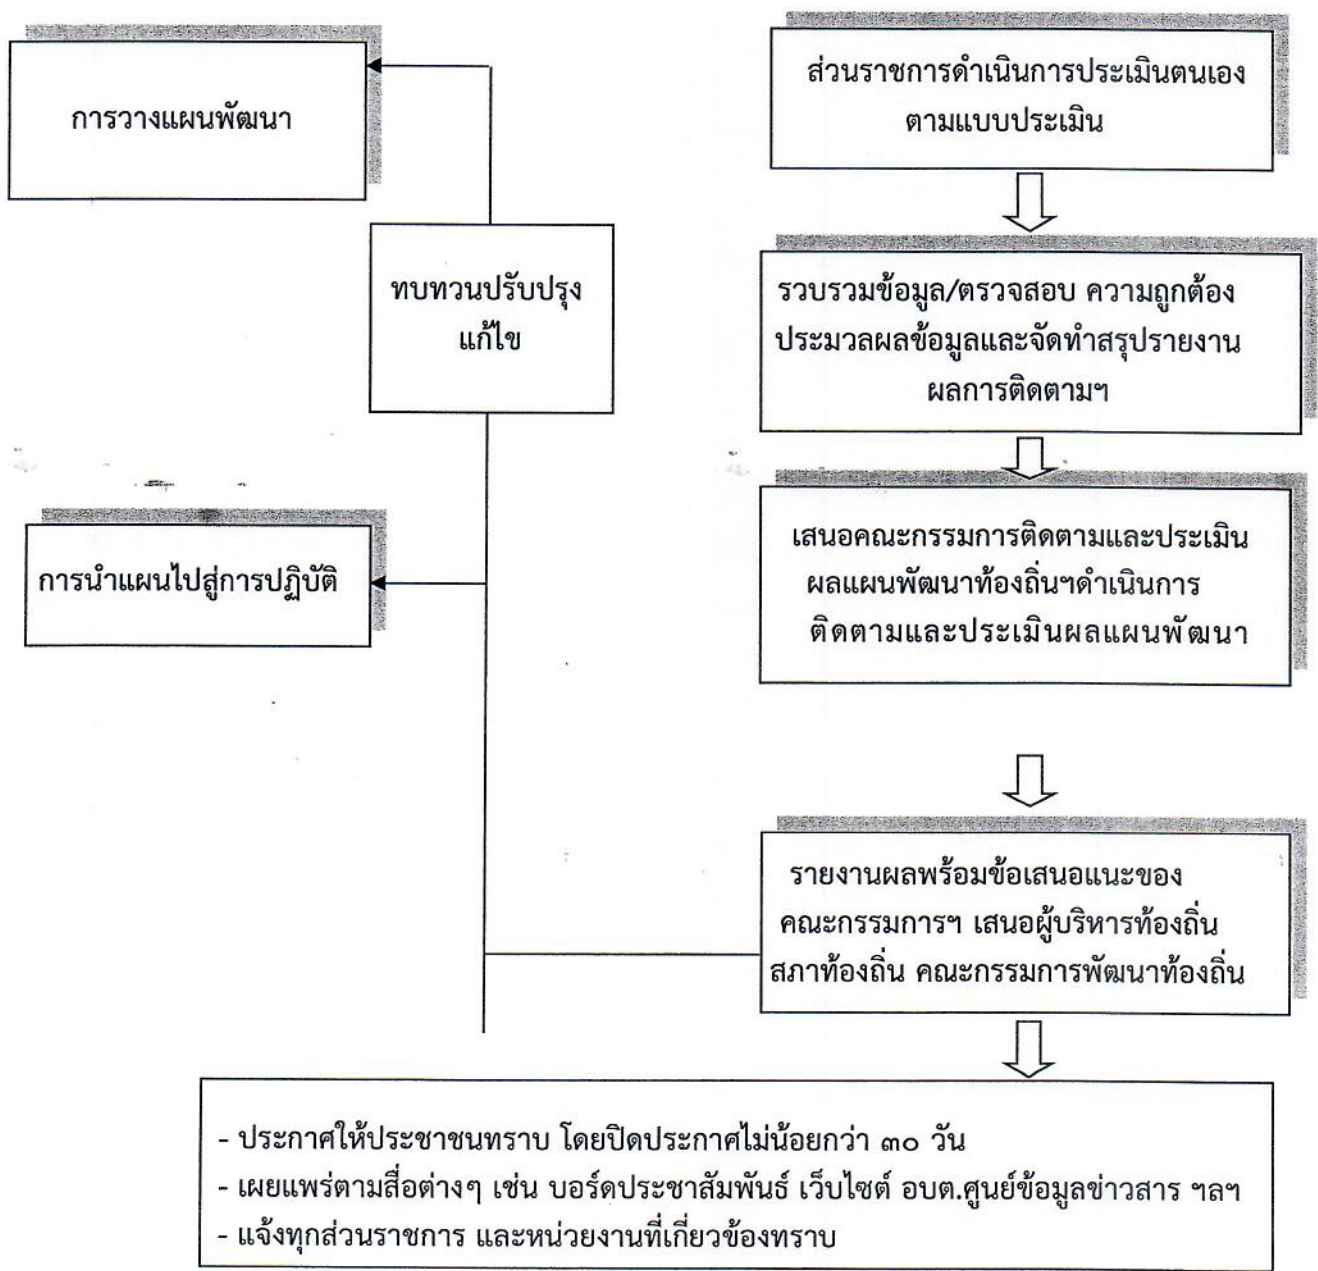 การวางแผนพัฒนา
ทบทวนปรับปรุง
แก้ไข
การนำแผนไปสู่การปฏิบัติ
ส่วนราชการดำเนินการประเมินตนเอง
ตามแบบประเมิน
รวบรวมข้อมูล/ตรวจสอบ ความถูกต้อง
ประมวลผลข้อมูลและจัดทำสรุปรายงาน
ผลการติดตามฯ
เสนอคณะกรรมการติดตามและประเมิน
ผลแผนพัฒนาท้องถิ่นฯดำเนินการ
ติดตามและประเมินผลแผนพัฒนา
รายงานผลพร้อมข้อเสนอแนะของ
คณะกรรมการฯ เสนอผู้บริหารท้องถิ่น
สภาท้องถิ่น คณะกรรมการพัฒนาท้องถิ่น
- ประกาศให้ประชาชนทราบ โดยปิดประกาศไม่น้อยกว่า ๓๐ วัน
- เผยแพร่ตามสื่อต่างๆ เช่น บอร์ดประชาสัมพันธ์ เว็บไซต์ อบต.ศูนย์ข้อมูลข่าวสาร ฯลฯ
- แจ้งทุกส่วนราชการ และหน่วยงานที่เกี่ยวข้องทราบ